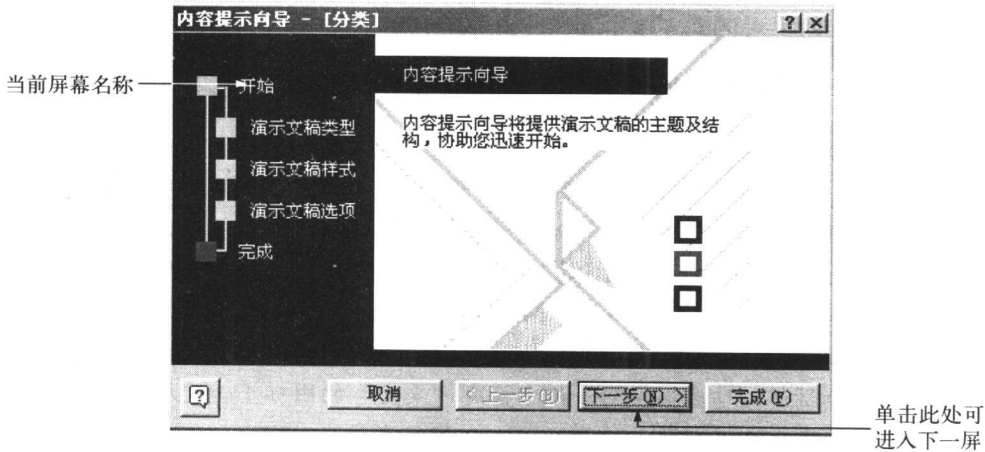 内容提示向导 - [分类]
当前屏幕名称
开始
演示文稿类型
演示文稿样式
演示文稿选项
完成
内容提示向导
内容提示向导将提供演示文稿的主题及结
构，协助您迅速开始。
取消
<上一步(B)
下一步(N) >
完成(F)
单击此处可
进入下一屏